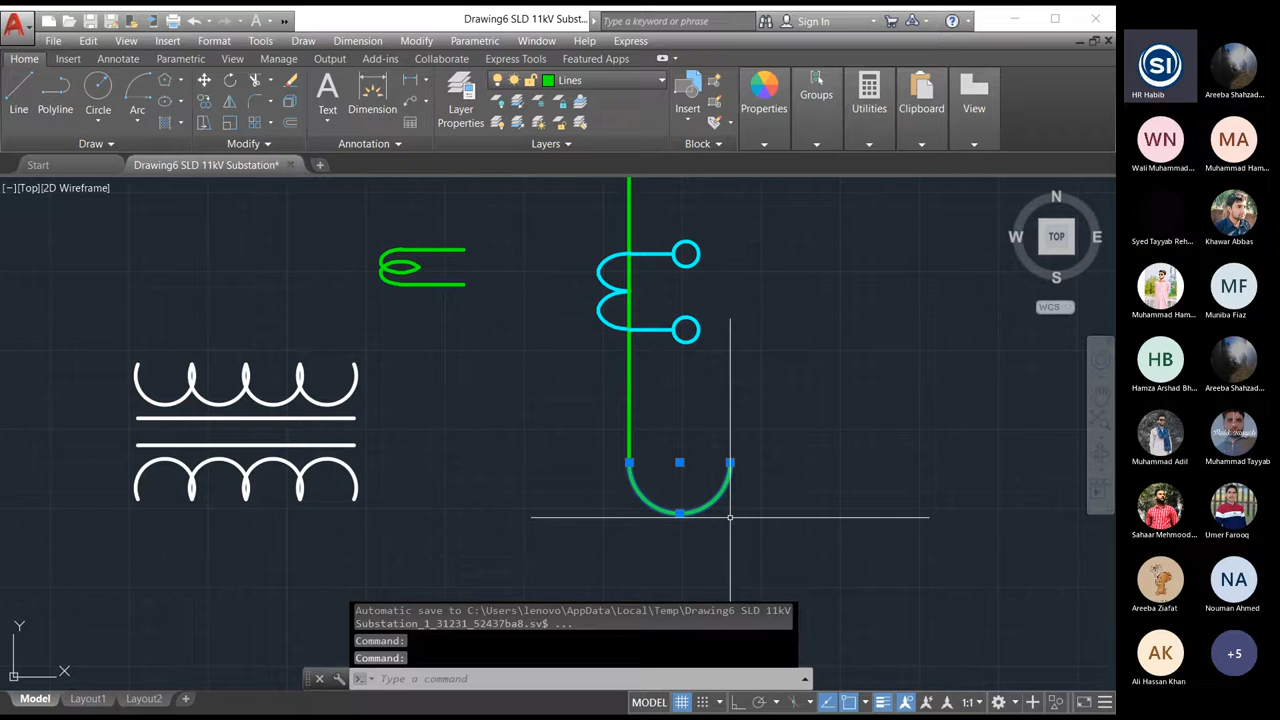 Drawing6 SLD 11kV Subst...
Type a keyword or phrase
Sign In
File Edit View Insert Format Tools Draw Dimension Modify Parametric Window Help Express
Home Insert Annotate Parametric View Manage Output Add-ins Collaborate Express Tools Featured Apps
Lines
Line Polyline Circle Arc
Text Dimension
Layer
Properties
Insert
Properties Groups Utilities Clipboard View
Draw Modify Annotation Layers Block
Start Drawing6 SLD 11kV Substation*
[−][Top][2D Wireframe]
N
W TOP E
S
WCS
Y
X
Automatic save to C:\Users\lenovo\AppData\Local\Temp\Drawing6 SLD 11kV
Substation_1_31231_52437ba8.sv$ ...
Command:
Command:
Type a command
Model Layout1 Layout2
MODEL
1:1
SI
HR Habib
Areeba Shahzad...
WN
Wali Muhammad...
MA
Muhammad Ham...
Syed Tayyab Reh...
Khawar Abbas
Muhammad Ham...
MF
Muniba Fiaz
HB
Hamza Arshad Bh...
Areeba Shahzad...
Muhammad Adil
Muhammad Tayyab
Sahaar Mehmood...
Umer Farooq
Areeba Ziafat
NA
Nouman Ahmed
AK
Ali Hassan Khan
+5